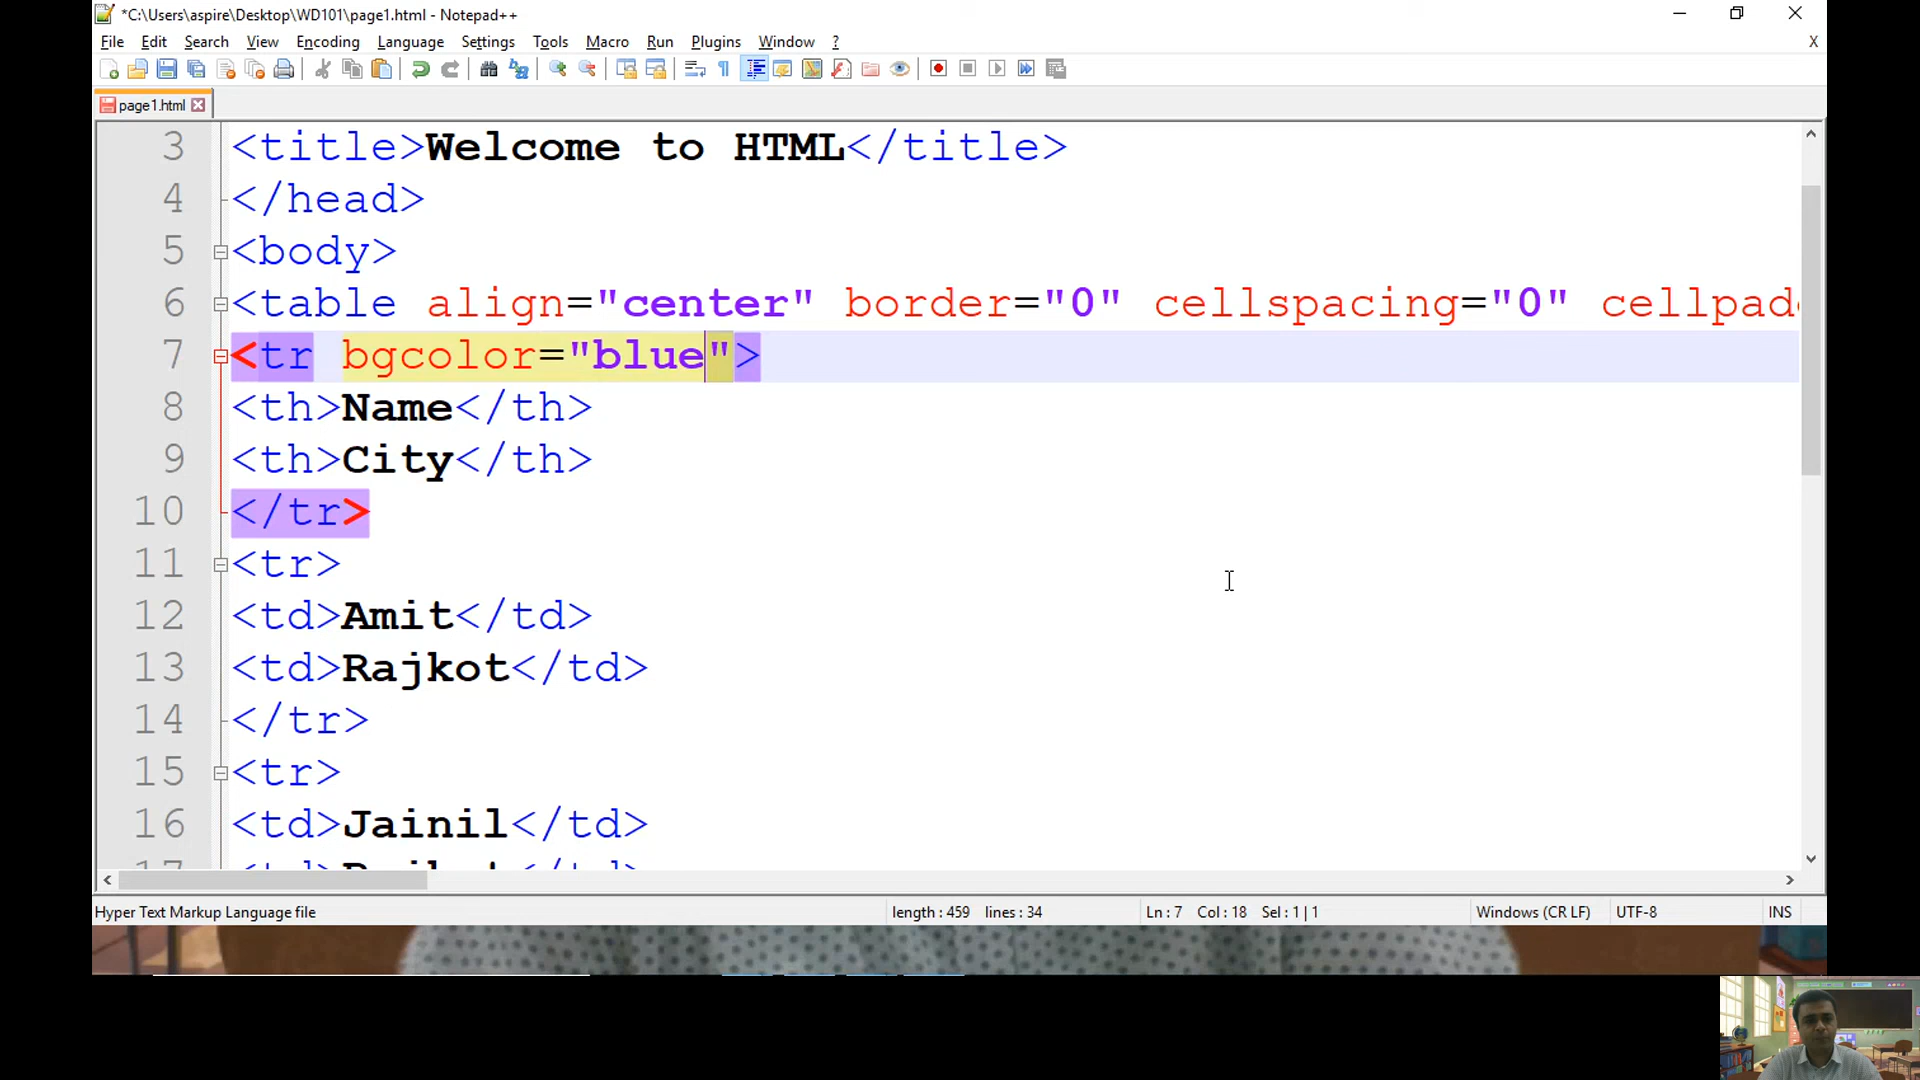 *C:\Users\aspire\Desktop\WD101\page1.html - Notepad++
File Edit Search View Encoding Language Settings Tools Macro Run Plugins Window ? X
page1.html
3 <title>Welcome to HTML</title>
4 </head>
5 <body>
6 <table align="center" border="0" cellspacing="0"
7 <tr bgcolor="blue">
8 <th>Name</th>
9 <th>City</th>
10 </tr>
11 <tr>
12 <td>Amit</td>
13 <td>Rajkot</td>
14 </tr>
15 <tr>
16 <td>Jainil</td>
Hyper Text Markup Language file length : 459 lines : 34 Ln : 7 Col : 18 Sel : 1 | 1 Windows (CR LF) UTF-8 INS